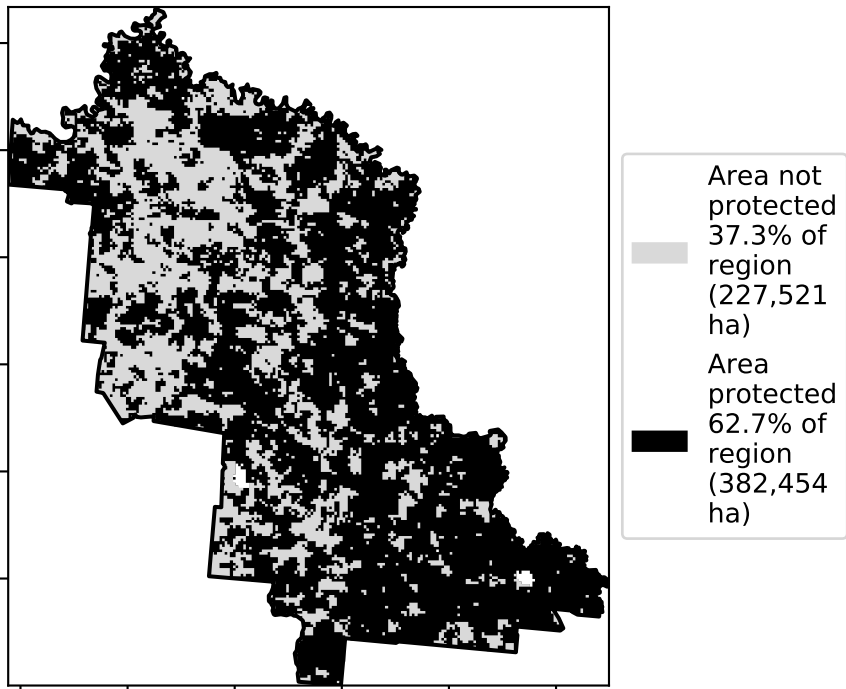 Area not
protected
37.3% of
region
(227,521
ha)
Area
protected
62.7% of
region
(382,454
ha)